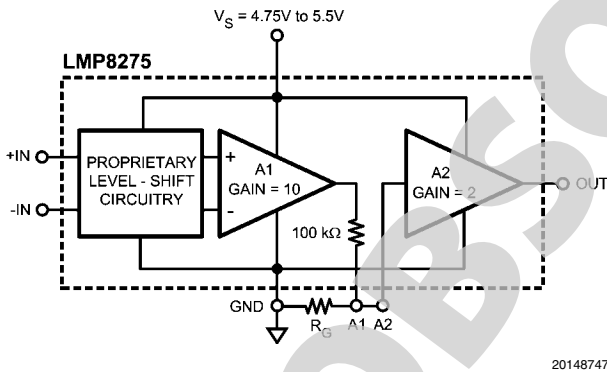 V_S = 4.75V to 5.5V
LMP8275
+IN
-IN
PROPRIETARY
LEVEL - SHIFT
CIRCUITRY
+
-
A1
GAIN = 10
100 kΩ
A2
GAIN = 2
OUT
GND
R_G
A1 A2
20148747
OBSO